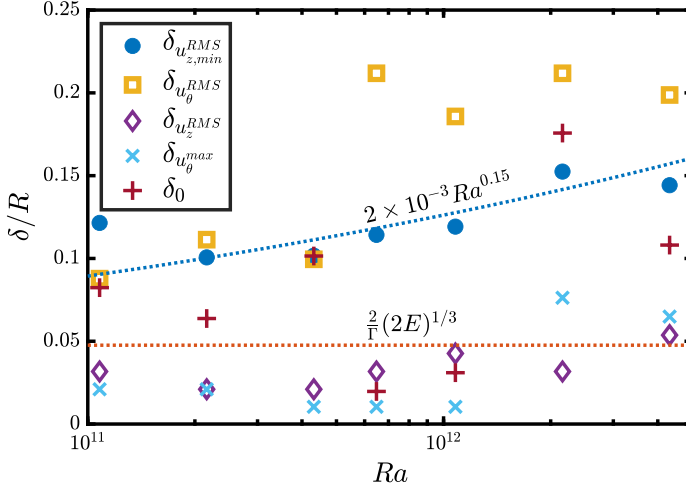 0.25
0.2
0.15
0.1
0.05
0
δ/R
δ_{u_{z,min}^{RMS}}
δ_{u_θ^{RMS}}
δ_{u_z^{RMS}}
δ_{u_θ^{max}}
δ_0
2 × 10^{-3} Ra^{0.15}
\frac{2}{Γ}(2E)^{1/3}
10^{11}
10^{12}
Ra